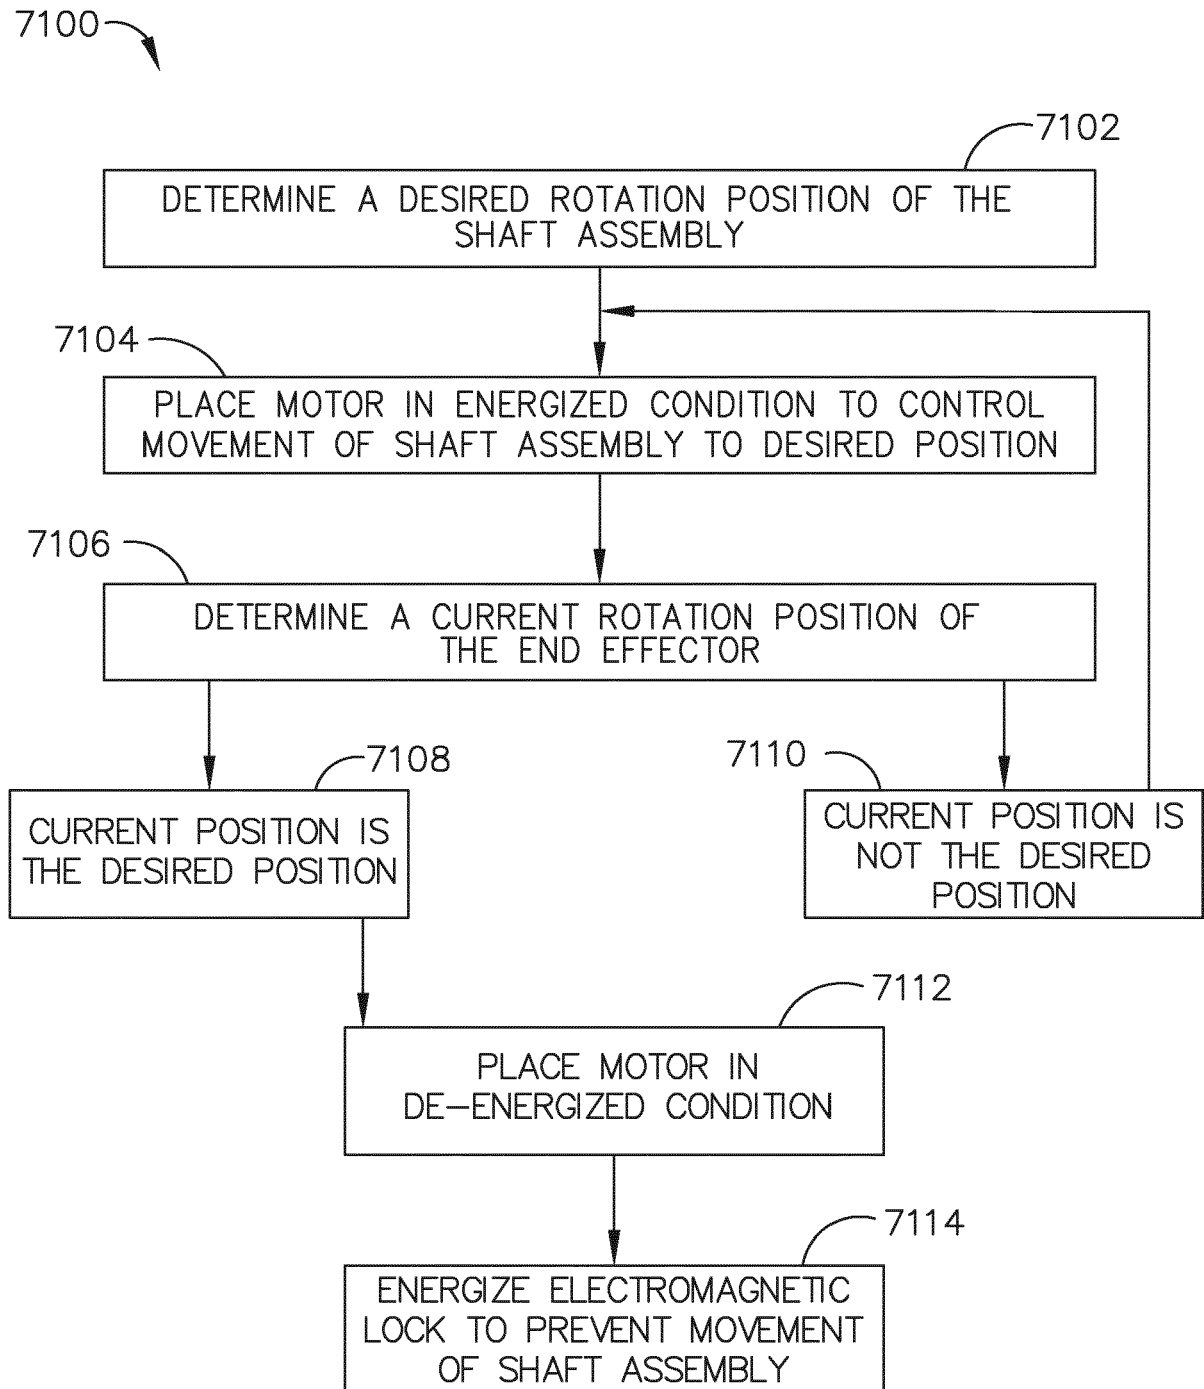 7100
7102
DETERMINE A DESIRED ROTATION POSITION OF THE
SHAFT ASSEMBLY
7104
PLACE MOTOR IN ENERGIZED CONDITION TO CONTROL
MOVEMENT OF SHAFT ASSEMBLY TO DESIRED POSITION
7106
DETERMINE A CURRENT ROTATION POSITION OF
THE END EFFECTOR
7108
CURRENT POSITION IS
THE DESIRED POSITION
7110
CURRENT POSITION IS
NOT THE DESIRED
POSITION
7112
PLACE MOTOR IN
DE-ENERGIZED CONDITION
7114
ENERGIZE ELECTROMAGNETIC
LOCK TO PREVENT MOVEMENT
OF SHAFT ASSEMBLY